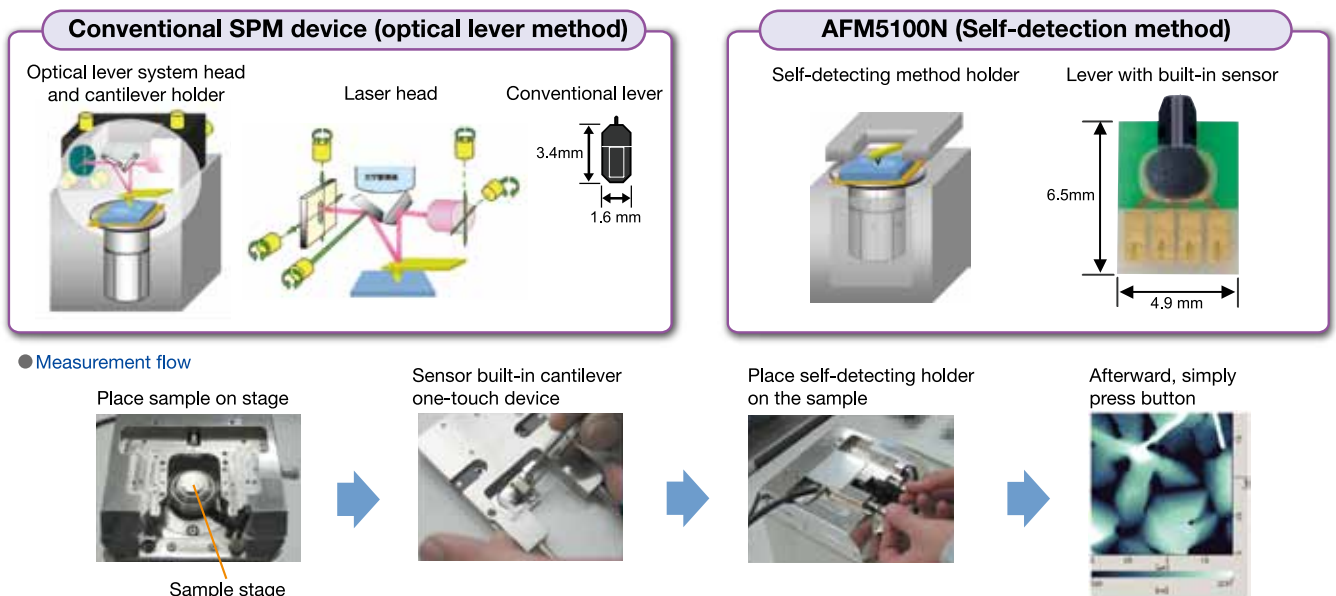 Conventional SPM device (optical lever method)
Optical lever system head
and cantilever holder
Laser head
Conventional lever
3.4mm
1.6 mm
AFM5100N (Self-detection method)
Self-detecting method holder
Lever with built-in sensor
6.5mm
4.9 mm
Measurement flow
Place sample on stage
Sample stage
Sensor built-in cantilever
one-touch device
Place self-detecting holder
on the sample
Afterward, simply
press button